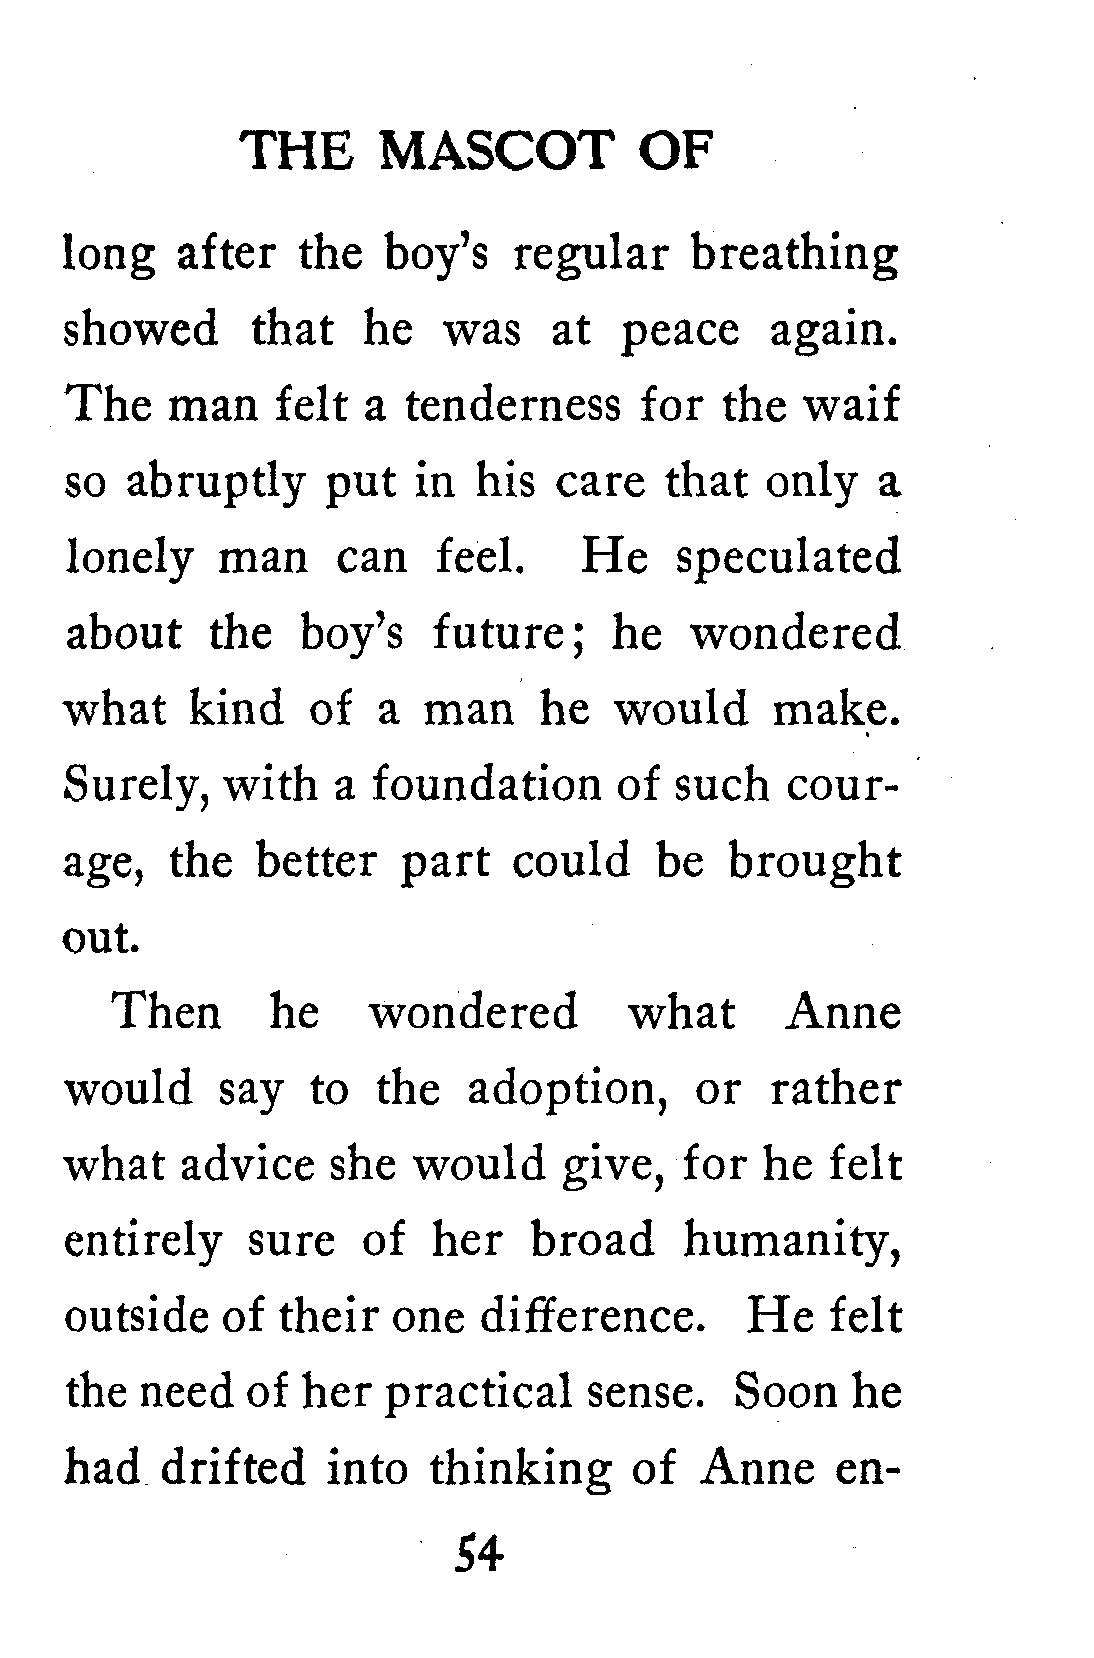 THE MASCOT OF
long after the boy's regular breathing
showed that he was at peace again.
The man felt a tenderness for the waif
so abruptly put in his care that only a
lonely man can feel. He speculated
about the boy's future; he wondered
what kind of a man he would make.
Surely, with a foundation of such cour-
age, the better part could be brought
out.
Then he wondered what Anne
would say to the adoption, or rather
what advice she would give, for he felt
entirely sure of her broad humanity,
outside of their one difference. He felt
the need of her practical sense. Soon he
had drifted into thinking of Anne en-
54